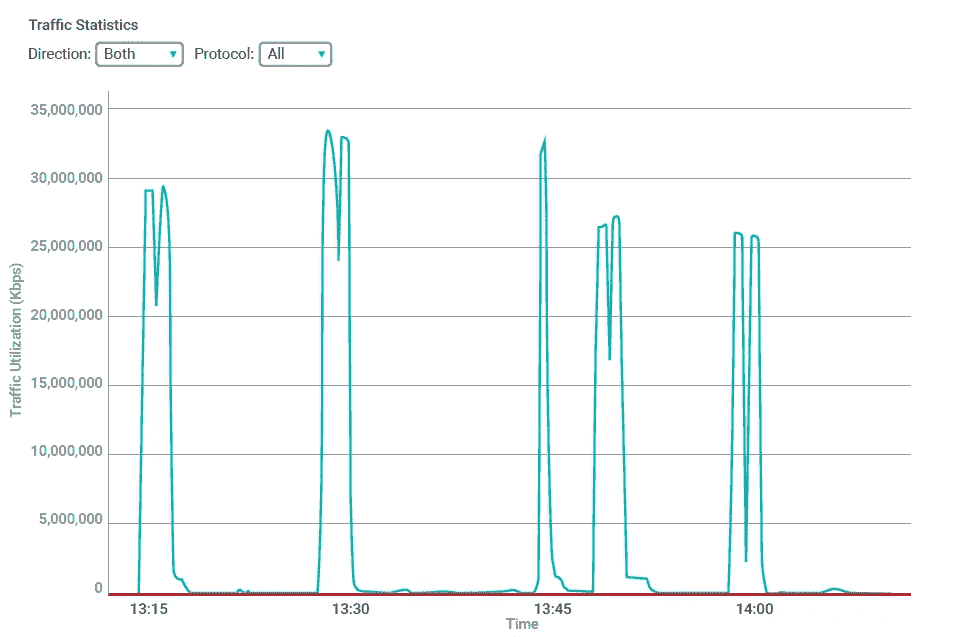 Traffic Statistics
Direction: Both Protocol: All
35,000,000
30,000,000
25,000,000
20,000,000
15,000,000
10,000,000
5,000,000
0
Traffic Utilization (Kbps)
13:15 13:30 13:45 14:00
Time